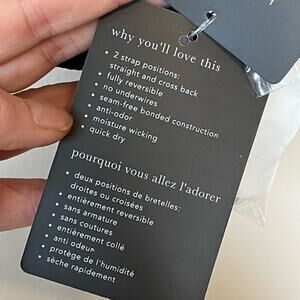 why you'll love this
• 2 strap positions:
straight and cross back
• fully reversible
• no underwires
• seam-free bonded construction
• anti-odor
• moisture wicking
• quick dry
pourquoi vous allez l'adorer
• deux positions de bretelles:
droites ou croisées
• entièrement reversible
• sans armature
• sans coutures
• entièrement collé
• anti odeur
• protège de l'humidité
• sèche rapidement